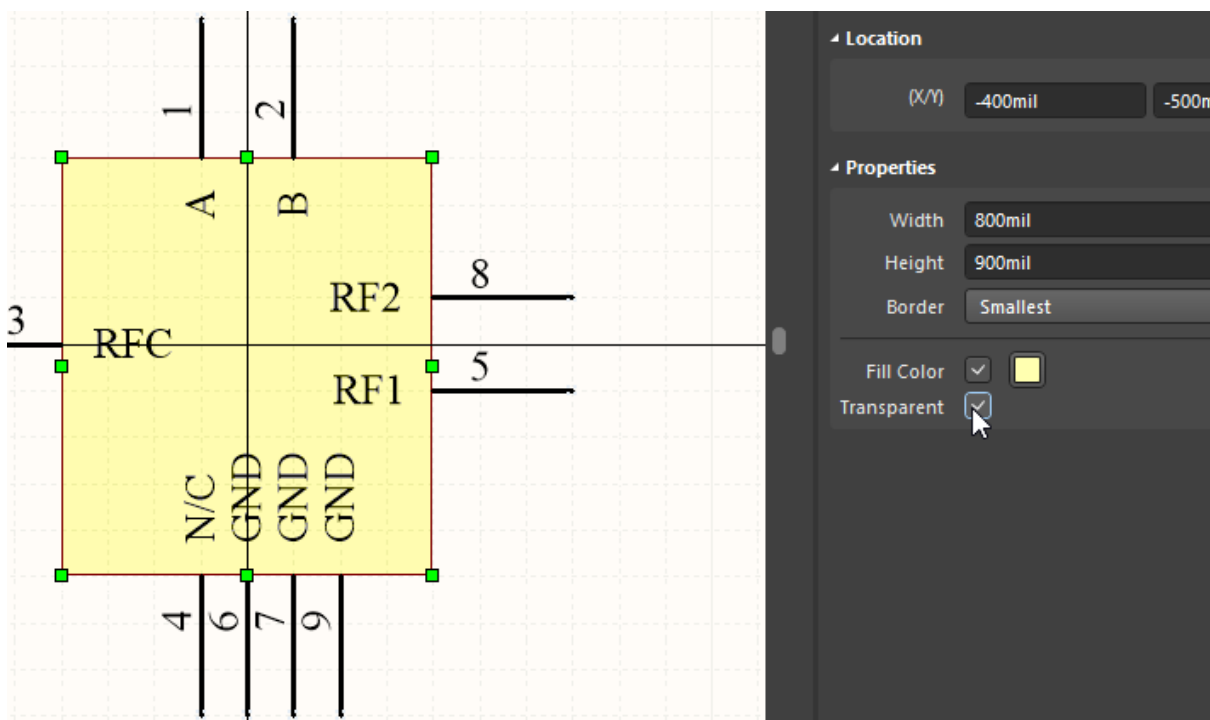 1
2
A
B
RF2
8
3
RFC
RF1
5
N/C
GND
GND
GND
4
6
7
9
Location
(X/Y)
-400mil
-500m
Properties
Width
800mil
Height
900mil
Border
Smallest
Fill Color
Transparent